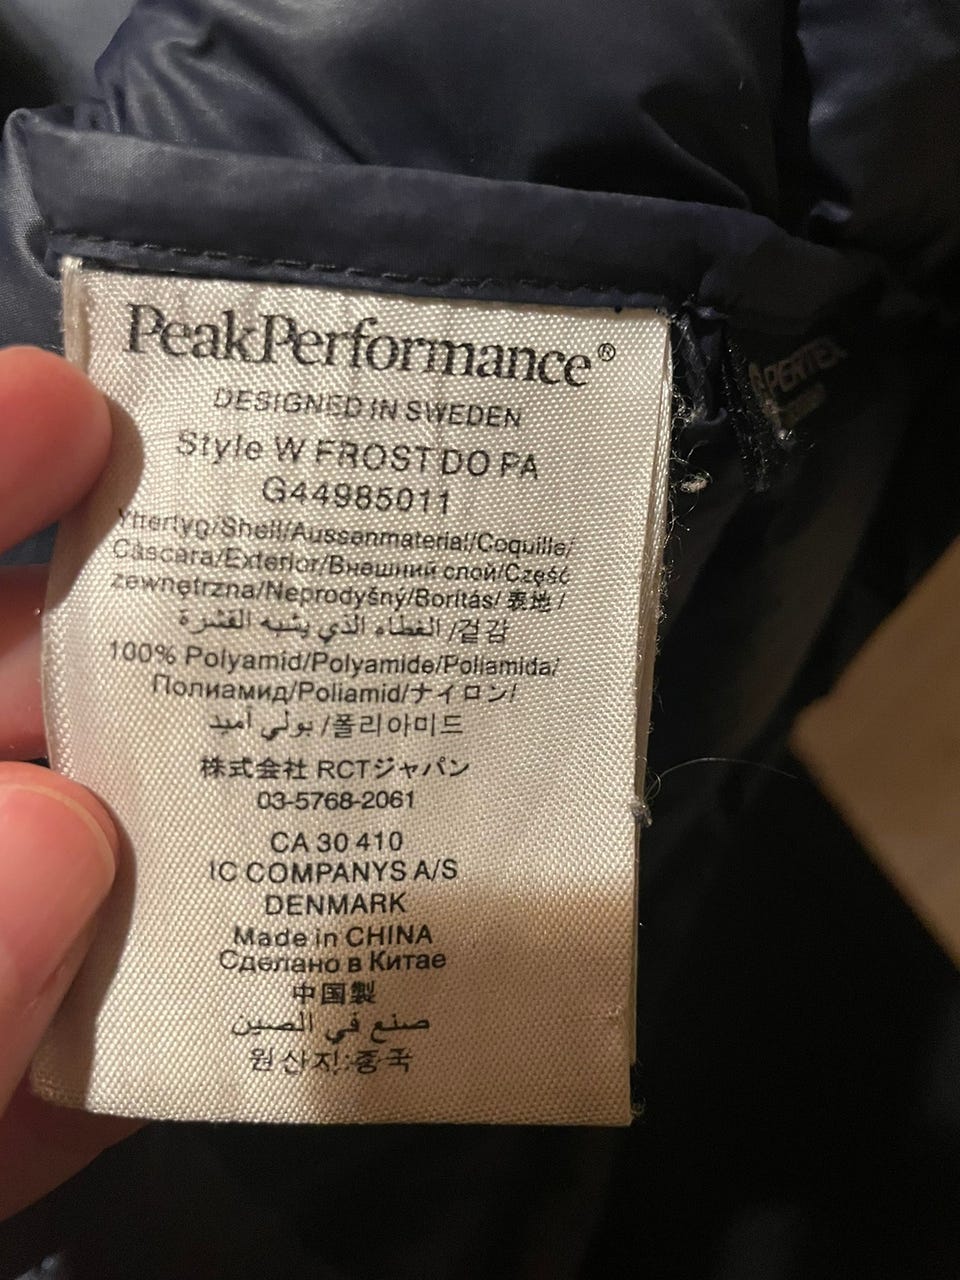 PeakPerformance®
DESIGNED IN SWEDEN
Style W FROST DO PA
G44985011
Yttertyg/Shell/Aussenmaterial/Coquille/
Cáscara/Exterior/Внешний слой/Część
zewnętrzna/Neprodyšný/Borítás/表地/
الغطاء الذي يشبه القشرة/겉감
100% Polyamid/Polyamide/Poliamida/
Полиамид/Poliamid/ナイロン/
بولي أميد/폴리아미드
株式会社 RCTジャパン
03-5768-2061
CA 30 410
IC COMPANYS A/S
DENMARK
Made in CHINA
Сделано в Китае
中国製
صنع في الصين
원산지:중국
PERTEX